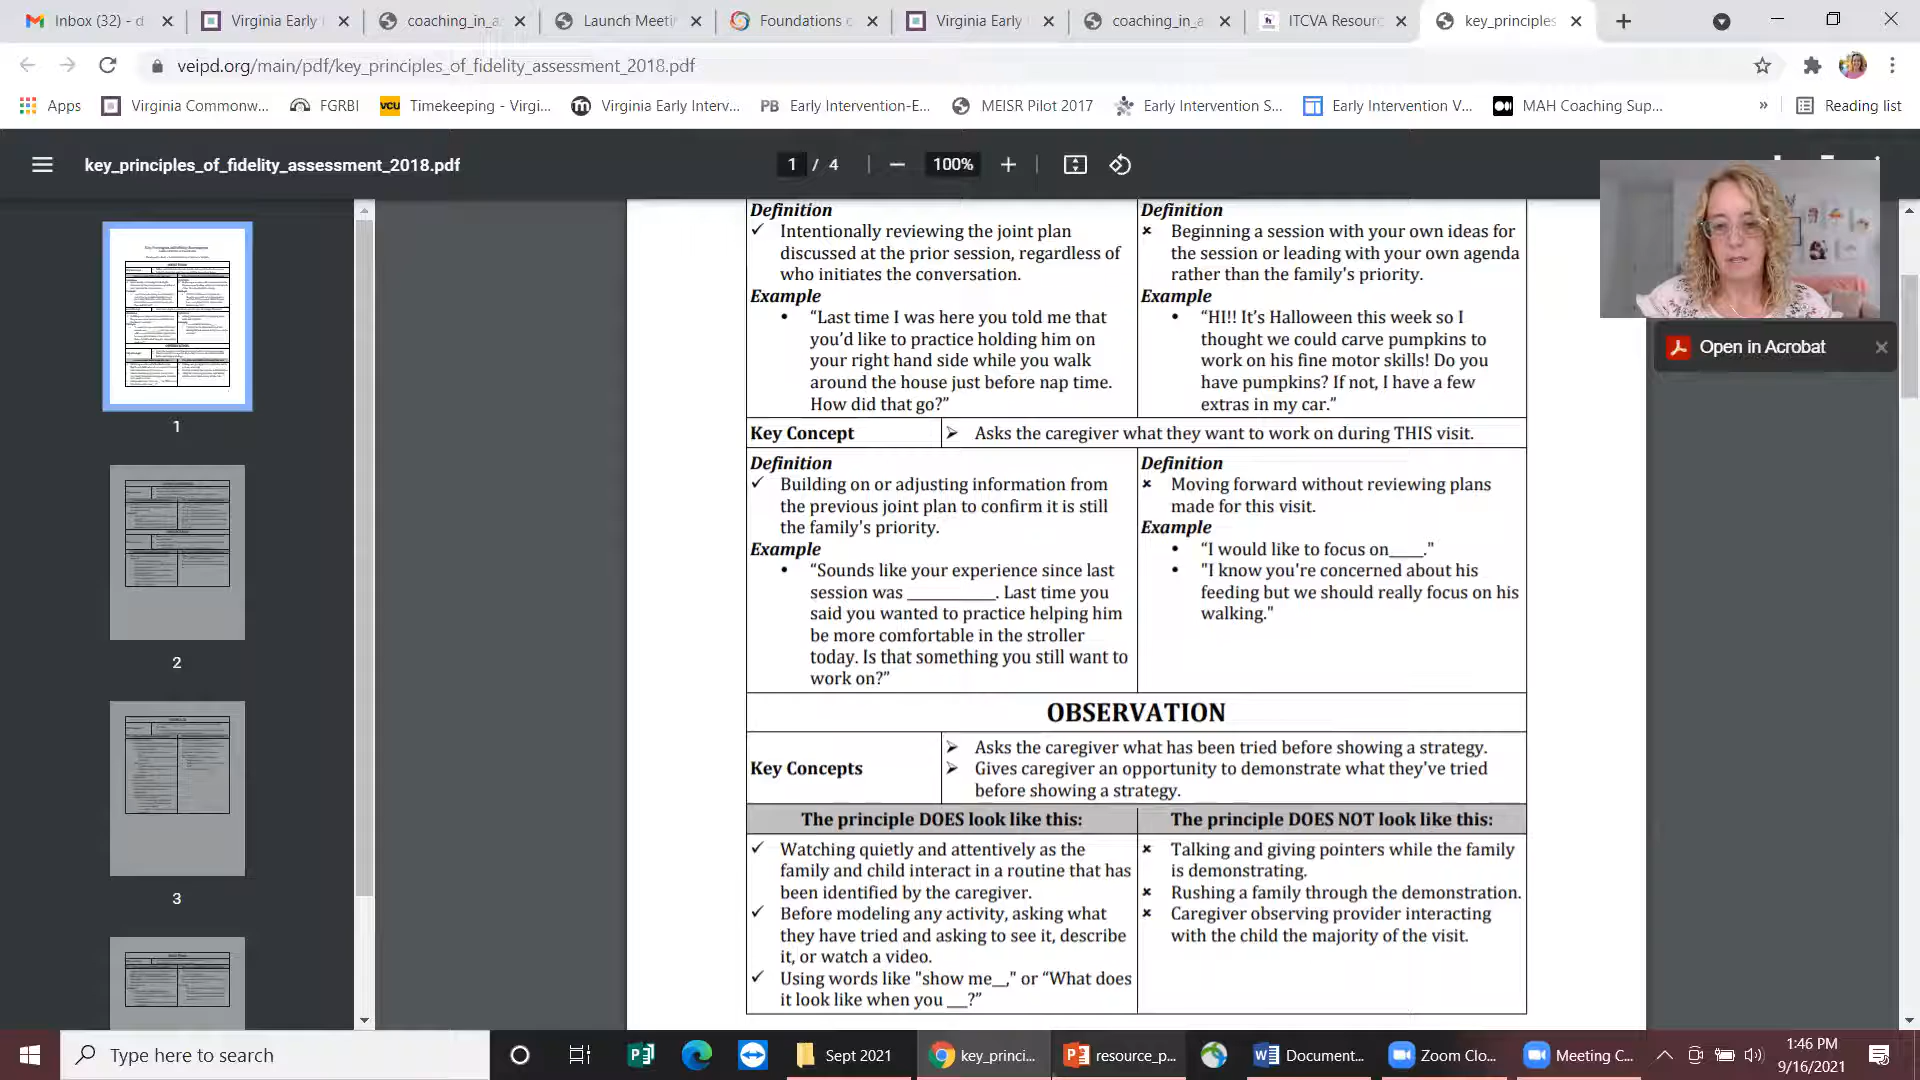 Inbox (32) - d
Virginia Early
coaching_in_a
Launch Meeti
Foundations
Virginia Early
coaching_in_a
ITCVA Resour
key_principles
veipd.org/main/pdf/key_principles_of_fidelity_assessment_2018.pdf
Apps
Virginia Commonw...
FGRBI
VCU
Timekeeping - Virgi...
Virginia Early Interv...
PB
Early Intervention-E...
MEISR Pilot 2017
Early Intervention S...
Early Intervention V...
MAH Coaching Sup...
»
Reading list
key_principles_of_fidelity_assessment_2018.pdf
1 / 4
100%
Open in Acrobat
1
2
3
Definition
✓ Intentionally reviewing the joint plan
discussed at the prior session, regardless of
who initiates the conversation.
Example
• “Last time I was here you told me that
you’d like to practice holding him on
your right hand side while you walk
around the house just before nap time.
How did that go?”
Definition
× Beginning a session with your own ideas for
the session or leading with your own agenda
rather than the family's priority.
Example
• “HI!! It’s Halloween this week so I
thought we could carve pumpkins to
work on his fine motor skills! Do you
have pumpkins? If not, I have a few
extras in my car.”
Key Concept
➢ Asks the caregiver what they want to work on during THIS visit.
Definition
✓ Building on or adjusting information from
the previous joint plan to confirm it is still
the family's priority.
Example
• “Sounds like your experience since last
session was ___________. Last time you
said you wanted to practice helping him
be more comfortable in the stroller
today. Is that something you still want to
work on?”
Definition
× Moving forward without reviewing plans
made for this visit.
Example
• “I would like to focus on____."
• "I know you're concerned about his
feeding but we should really focus on his
walking."
OBSERVATION
Key Concepts
➢ Asks the caregiver what has been tried before showing a strategy.
➢ Gives caregiver an opportunity to demonstrate what they've tried
before showing a strategy.
The principle DOES look like this:
The principle DOES NOT look like this:
✓ Watching quietly and attentively as the
family and child interact in a routine that has
been identified by the caregiver.
✓ Before modeling any activity, asking what
they have tried and asking to see it, describe
it, or watch a video.
✓ Using words like "show me__," or “What does
it look like when you ___?”
× Talking and giving pointers while the family
is demonstrating.
× Rushing a family through the demonstration.
× Caregiver observing provider interacting
with the child the majority of the visit.
Type here to search
Sept 2021
key_princi...
resource_p...
Document...
Zoom Clo...
Meeting C...
1:46 PM
9/16/2021